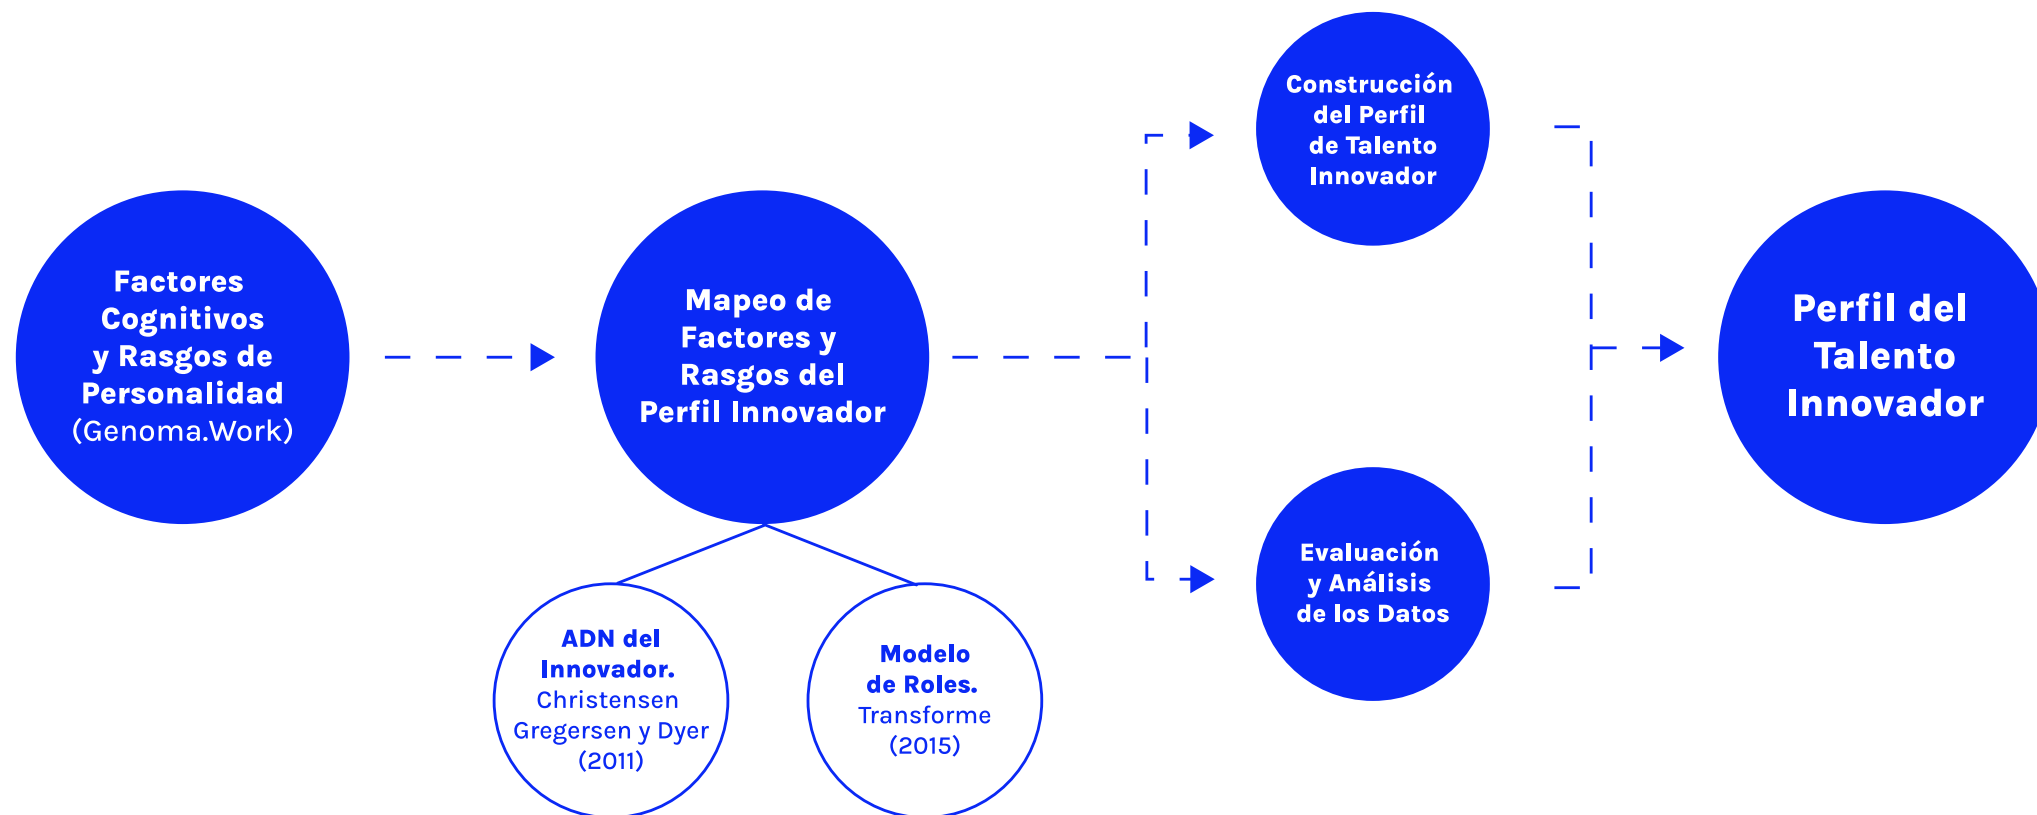 Factores
Cognitivos
y Rasgos de
Personalidad
(Genoma.Work)
Mapeo de
Factores y
Rasgos del
Perfil Innovador
ADN del
Innovador.
Christensen
Gregersen y Dyer
(2011)
Modelo
de Roles.
Transforme
(2015)
Construcción
del Perfil
de Talento
Innovador
Evaluación
y Análisis
de los Datos
Perfil del
Talento
Innovador